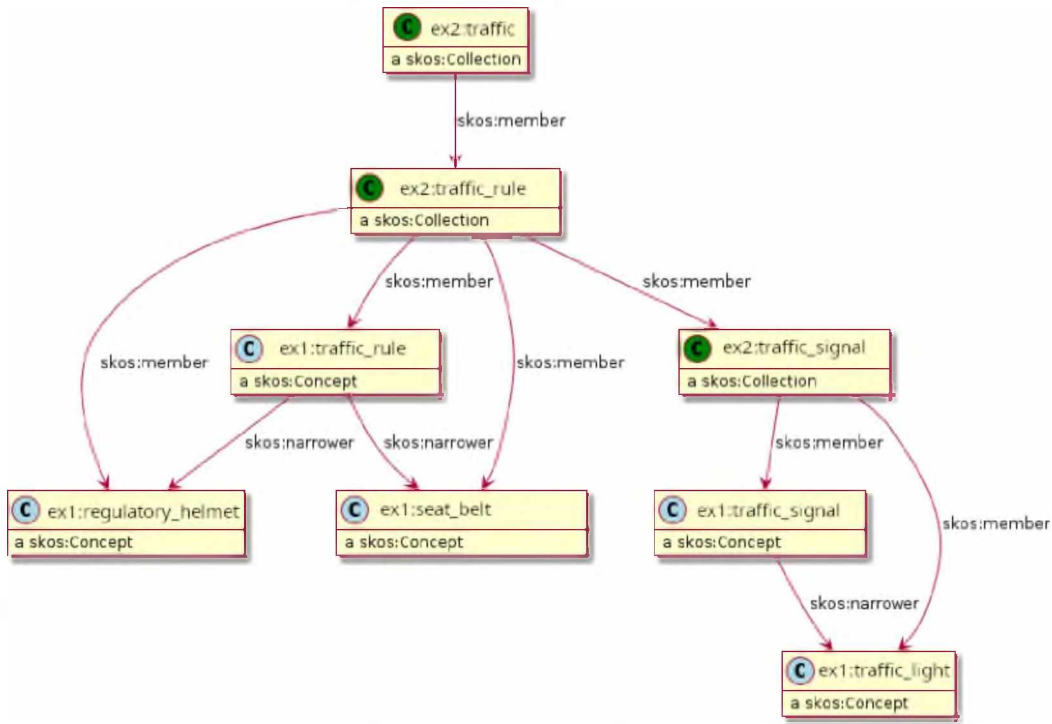 C ex2:traffic
a skos:Collection
skos:member
C ex2:traffic_rule
a skos:Collection
skos:member
skos:member
skos:member
skos:member
C ex1:traffic_rule
a skos:Concept
C ex2:traffic_signal
a skos:Collection
skos:narrower
skos:narrower
skos:member
C ex1:regulatory_helmet
a skos:Concept
C ex1:seat_belt
a skos:Concept
C ex1:traffic_signal
a skos:Concept
skos:member
skos:narrower
C ex1:traffic_light
a skos:Concept